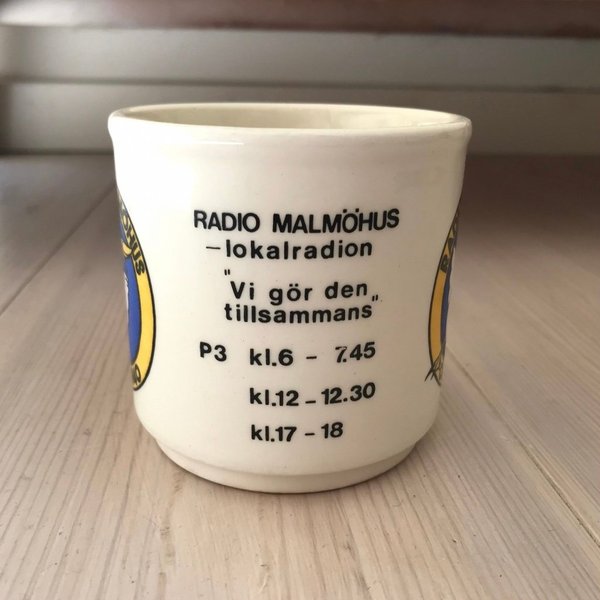 RADIO MALMÖHUS
-lokalradion
"Vi gör den
tillsammans"
P3 kl.6 - 7.45
kl.12 - 12.30
kl.17 - 18